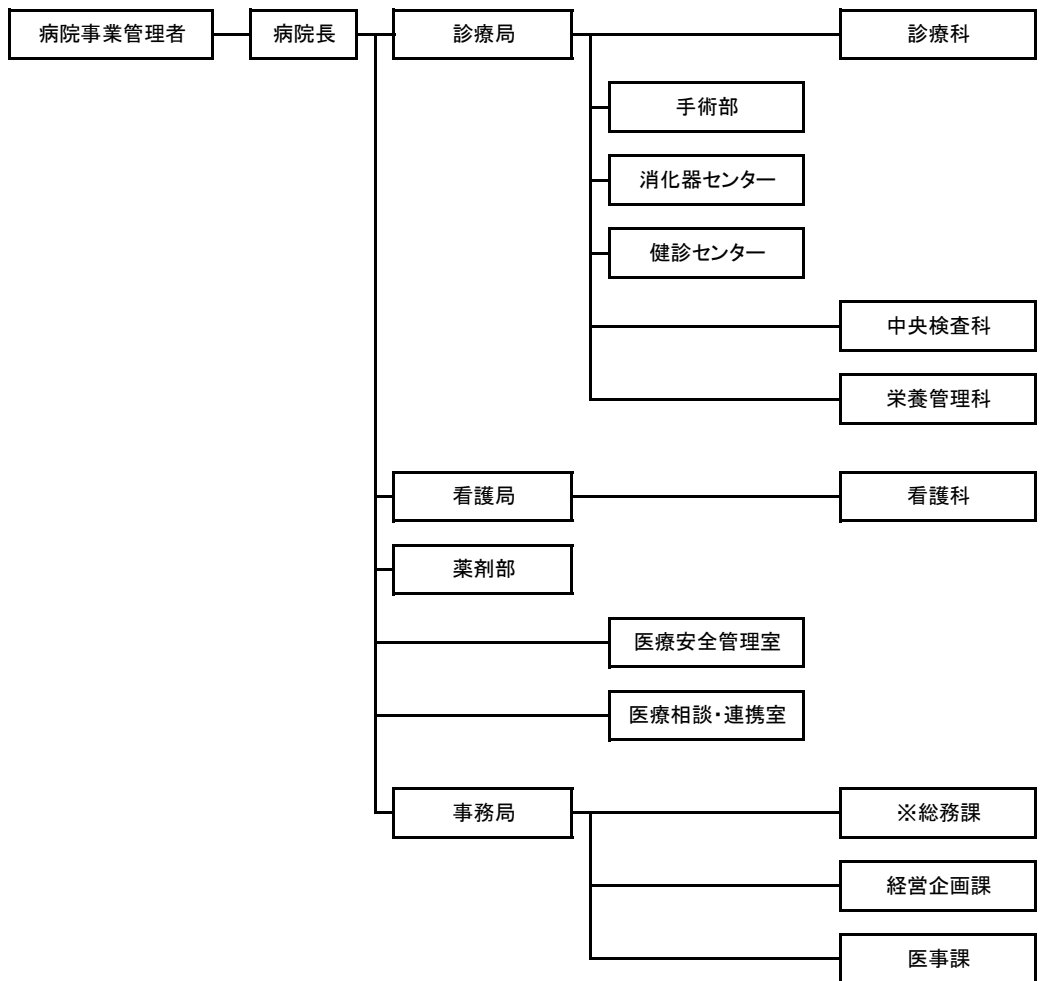 病院事業管理者
病院長
診療局
診療科
手術部
消化器センター
健診センター
中央検査科
栄養管理科
看護局
看護科
薬剤部
医療安全管理室
医療相談・連携室
事務局
※総務課
経営企画課
医事課